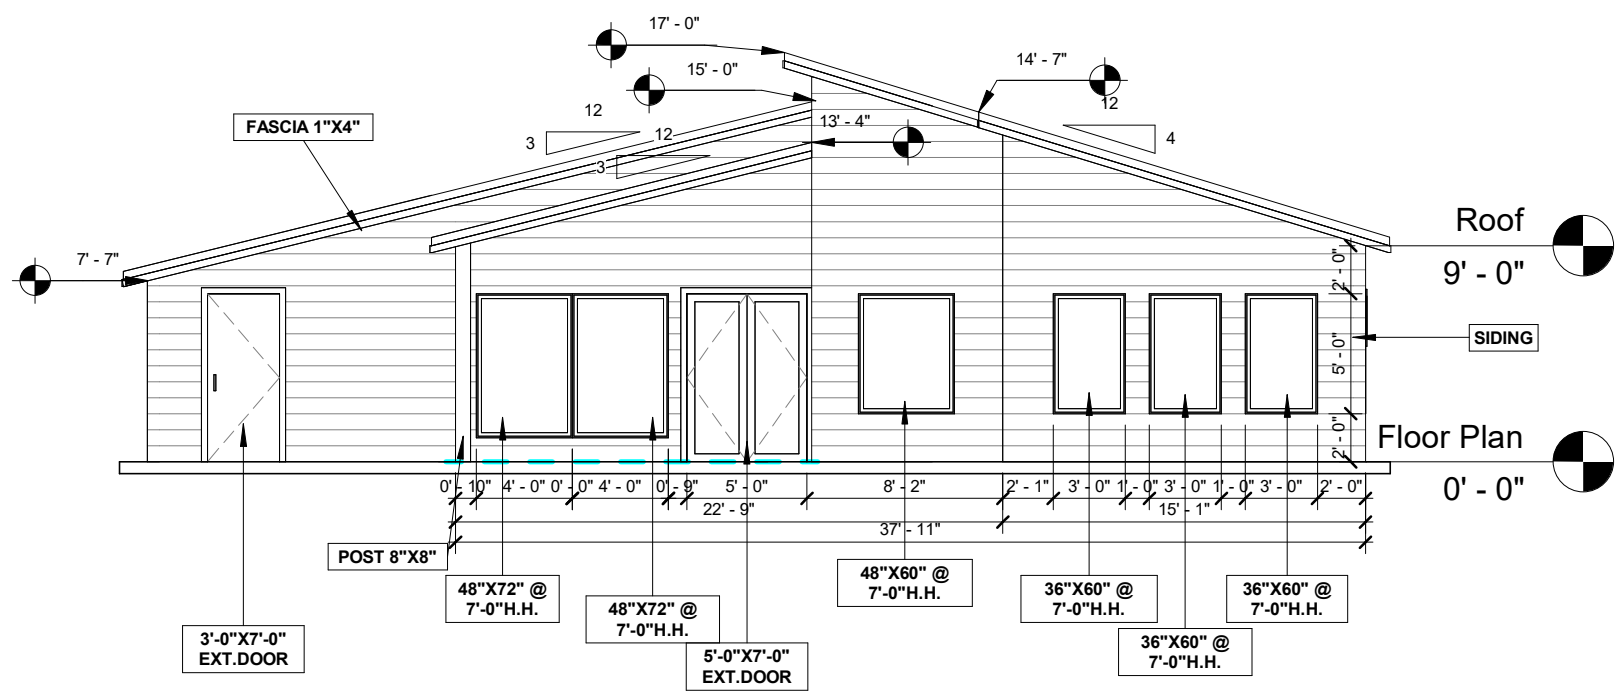 17' - 0"
15' - 0"
14' - 7"
12
12
FASCIA 1"X4"
13' - 4"
3
12
4
3
Roof
9' - 0"
7' - 7"
2' - 0"
SIDING
5' - 0"
Floor Plan
0' - 0"
2' - 0"
0' - 10" 4' - 0" 0' - 0" 4' - 0" 0' - 9" 5' - 0" 8' - 2" 2' - 1" 3' - 0" 1' - 0" 3' - 0" 1' - 0" 3' - 0" 2' - 0"
22' - 9" 15' - 1"
37' - 11"
POST 8"X8"
48"X72" @
7'-0"H.H.
48"X72" @
7'-0"H.H.
48"X60" @
7'-0"H.H.
36"X60" @
7'-0"H.H.
36"X60" @
7'-0"H.H.
36"X60" @
7'-0"H.H.
3'-0"X7'-0"
EXT.DOOR
5'-0"X7'-0"
EXT.DOOR